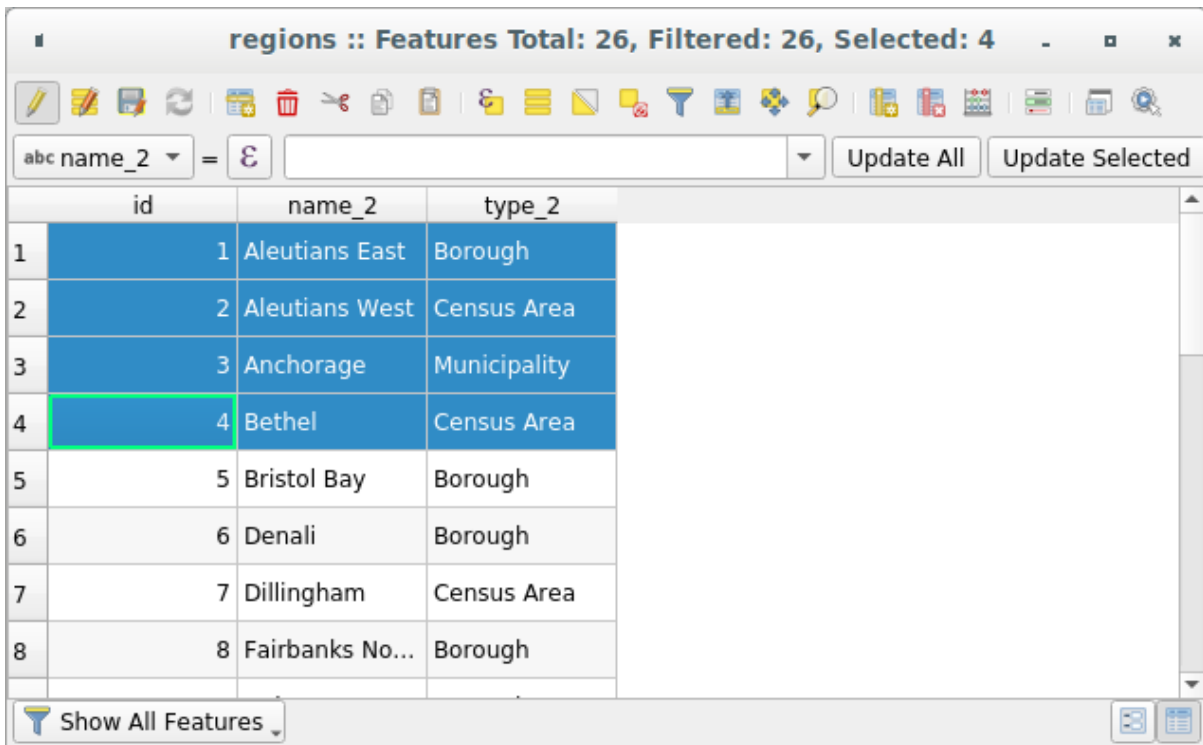 regions :: Features Total: 26, Filtered: 26, Selected: 4
abc name_2 = ε Update All Update Selected
id name_2 type_2
1 1 Aleutians East Borough
2 2 Aleutians West Census Area
3 3 Anchorage Municipality
4 4 Bethel Census Area
5 5 Bristol Bay Borough
6 6 Denali Borough
7 7 Dillingham Census Area
8 8 Fairbanks No... Borough
Show All Features